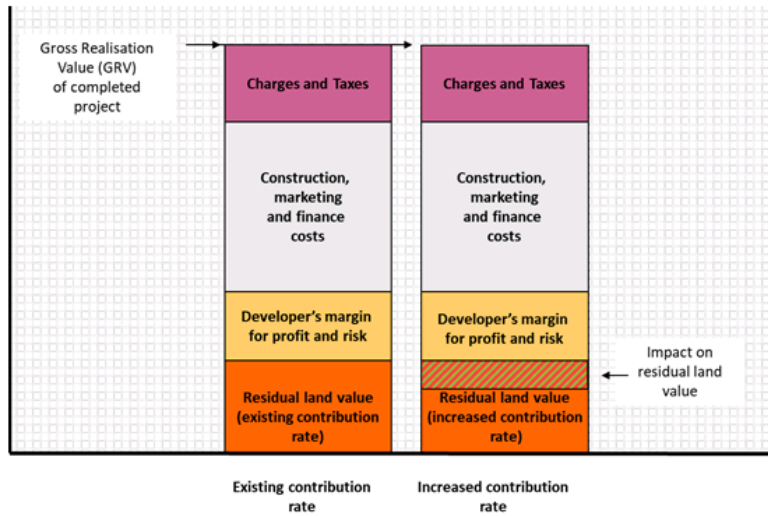 Gross Realisation
Value (GRV)
of completed
project
Charges and Taxes
Construction,
marketing
and finance
costs
Developer's margin
for profit and risk
Residual land value
(existing contribution
rate)
Charges and Taxes
Construction,
marketing
and finance
costs
Developer's margin
for profit and risk
Residual land value
(increased contribution
rate)
Impact on
residual land
value
Existing contribution
rate
Increased contribution
rate